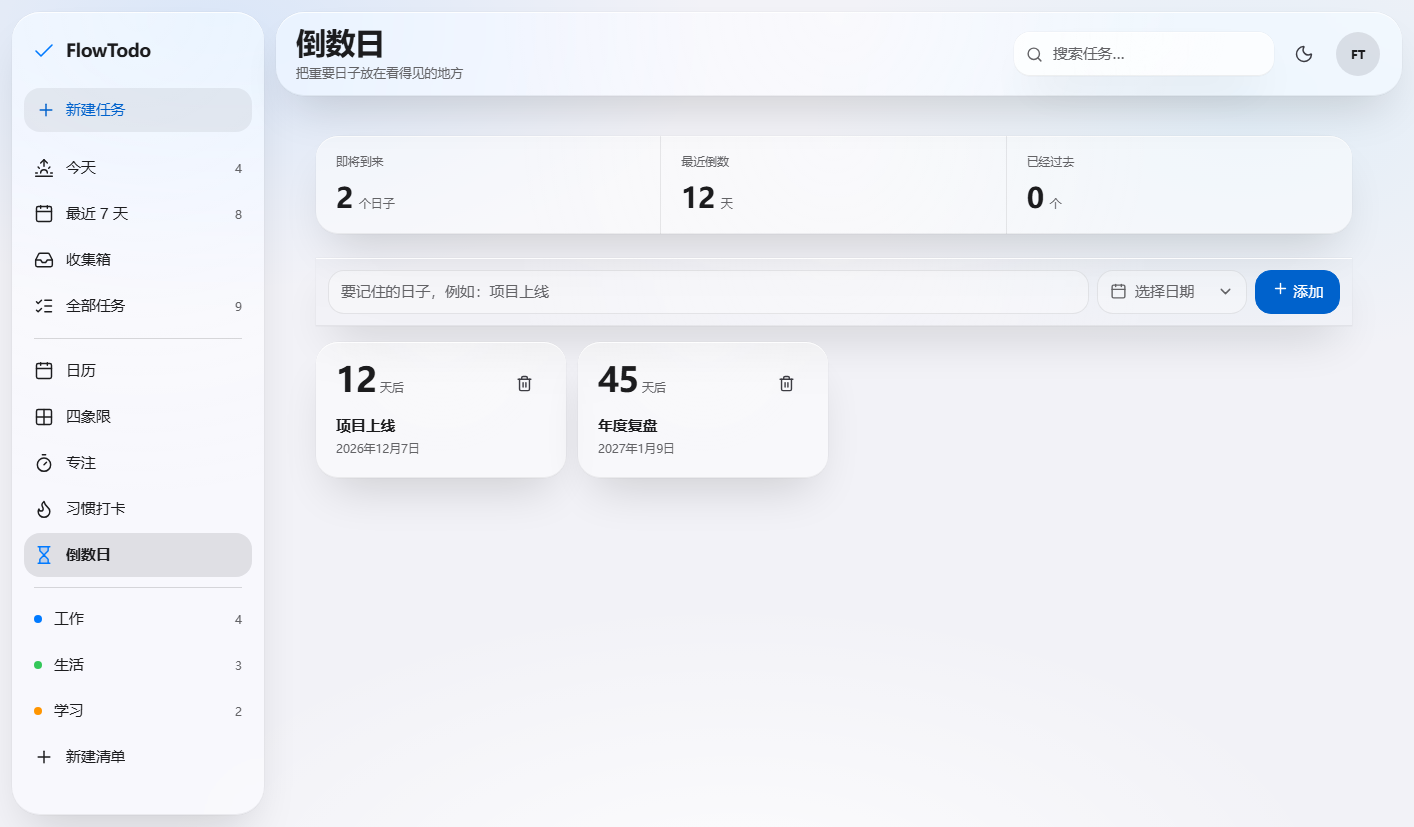 FlowTodo
新建任务
今天 4
最近 7 天 8
收集箱
全部任务 9
日历
四象限
专注
习惯打卡
倒数日
工作 4
生活 3
学习 2
新建清单
倒数日
把重要日子放在看得见的地方
搜索任务...
FT
即将到来
2 个日子
最近倒数
12 天
已经过去
0 个
要记住的日子，例如：项目上线
选择日期
添加
12 天后
项目上线
2026年12月7日
45 天后
年度复盘
2027年1月9日